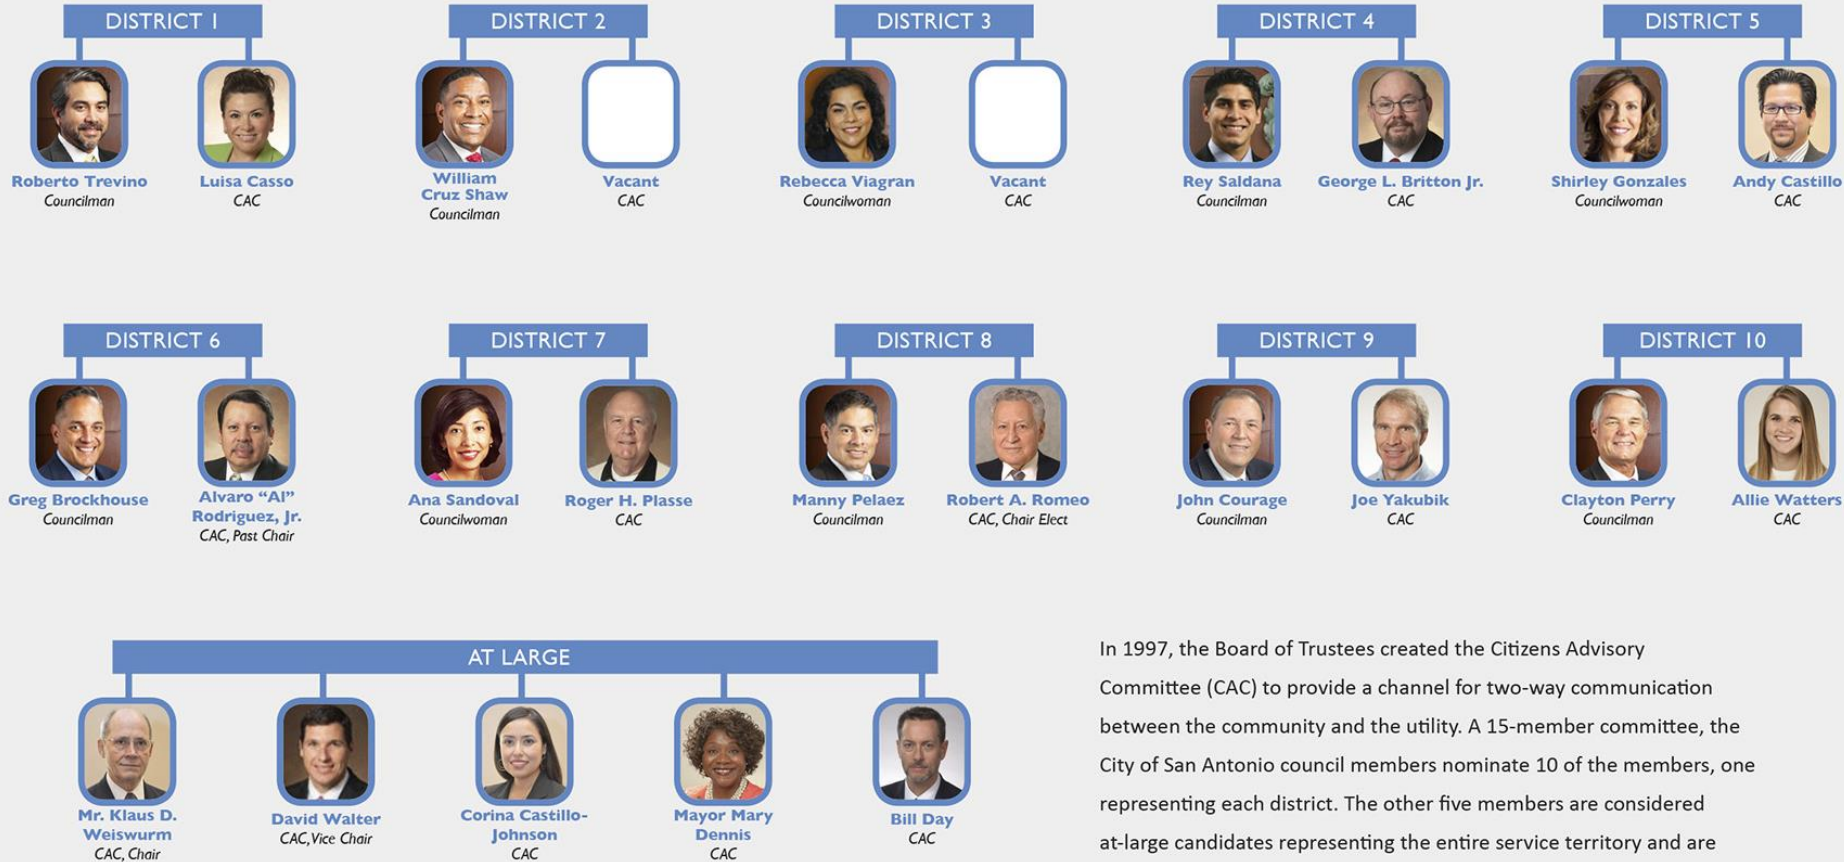 DISTRICT 1
DISTRICT 2
DISTRICT 3
DISTRICT 4
DISTRICT 5
Roberto Trevino
Councilman
Luisa Casso
CAC
William
Cruz Shaw
Councilman
Vacant
CAC
Rebecca Viagran
Councilwoman
Vacant
CAC
Rey Saldana
Councilman
George L. Britton Jr.
CAC
Shirley Gonzales
Councilwoman
Andy Castillo
CAC
DISTRICT 6
DISTRICT 7
DISTRICT 8
DISTRICT 9
DISTRICT 10
Greg Brockhouse
Councilman
Alvaro “Al”
Rodriguez, Jr.
CAC, Past Chair
Ana Sandoval
Councilwoman
Roger H. Plasse
CAC
Manny Pelaez
Councilman
Robert A. Romeo
CAC, Chair Elect
John Courage
Councilman
Joe Yakubik
CAC
Clayton Perry
Councilman
Allie Watters
CAC
AT LARGE
Mr. Klaus D.
Weiswurm
CAC, Chair
David Walter
CAC, Vice Chair
Corina Castillo-
Johnson
CAC
Mayor Mary
Dennis
CAC
Bill Day
CAC
In 1997, the Board of Trustees created the Citizens Advisory
Committee (CAC) to provide a channel for two-way communication
between the community and the utility. A 15-member committee, the
City of San Antonio council members nominate 10 of the members, one
representing each district. The other five members are considered
at-large candidates representing the entire service territory and are